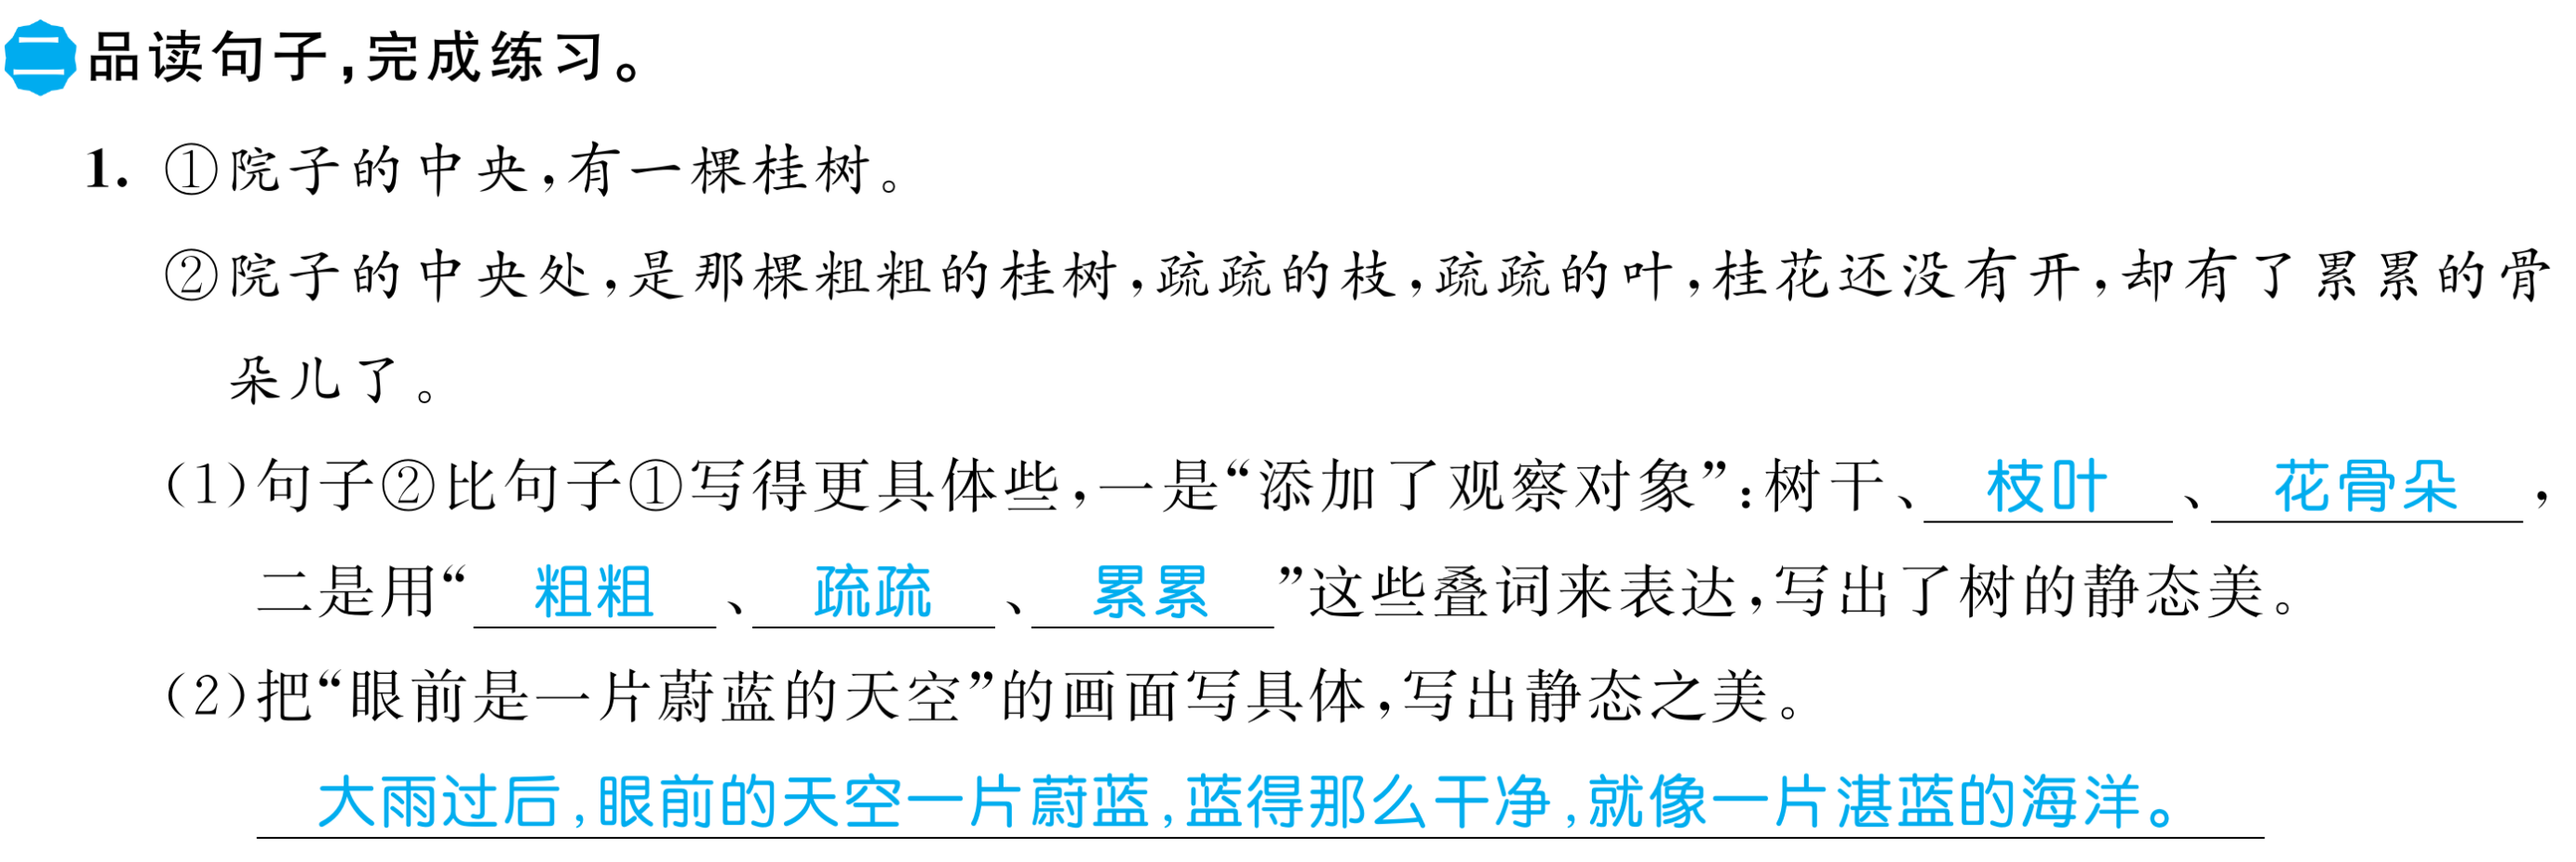 二 品读句子,完成练习。
1. ①院子的中央,有一棵桂树。
②院子的中央处,是那棵粗粗的桂树,疏疏的枝,疏疏的叶,桂花还没有开,却有了累累的骨
朵儿了。
(1)句子②比句子①写得更具体些,一是“添加了观察对象”:树干、 枝叶 、 花骨朵 ,
二是用“ 粗粗 、 疏疏 、 累累 ”这些叠词来表达,写出了树的静态美。
(2)把“眼前是一片蔚蓝的天空”的画面写具体,写出静态之美。
大雨过后,眼前的天空一片蔚蓝,蓝得那么干净,就像一片湛蓝的海洋。